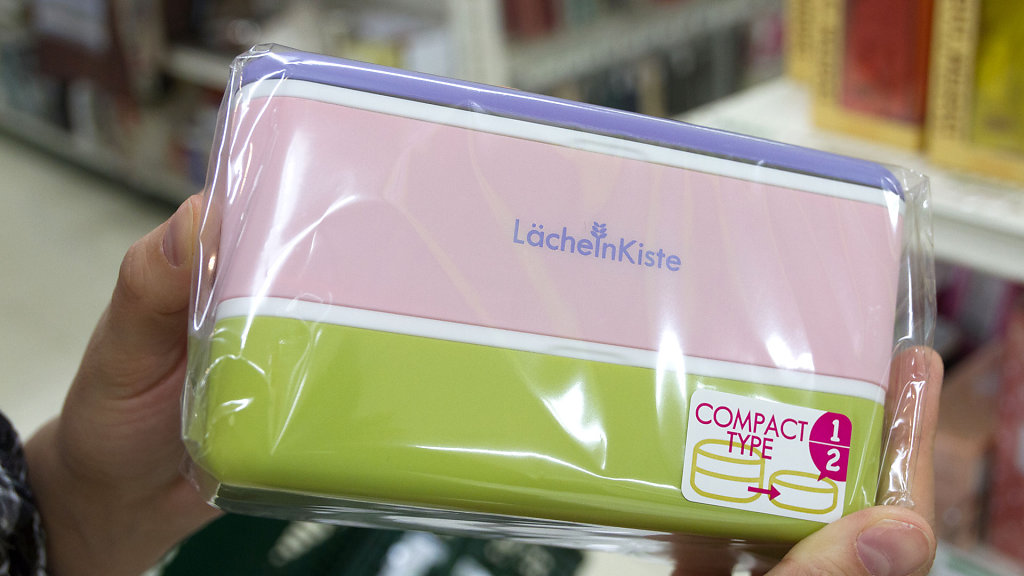 LächelnKiste
COMPACT
TYPE
1
2